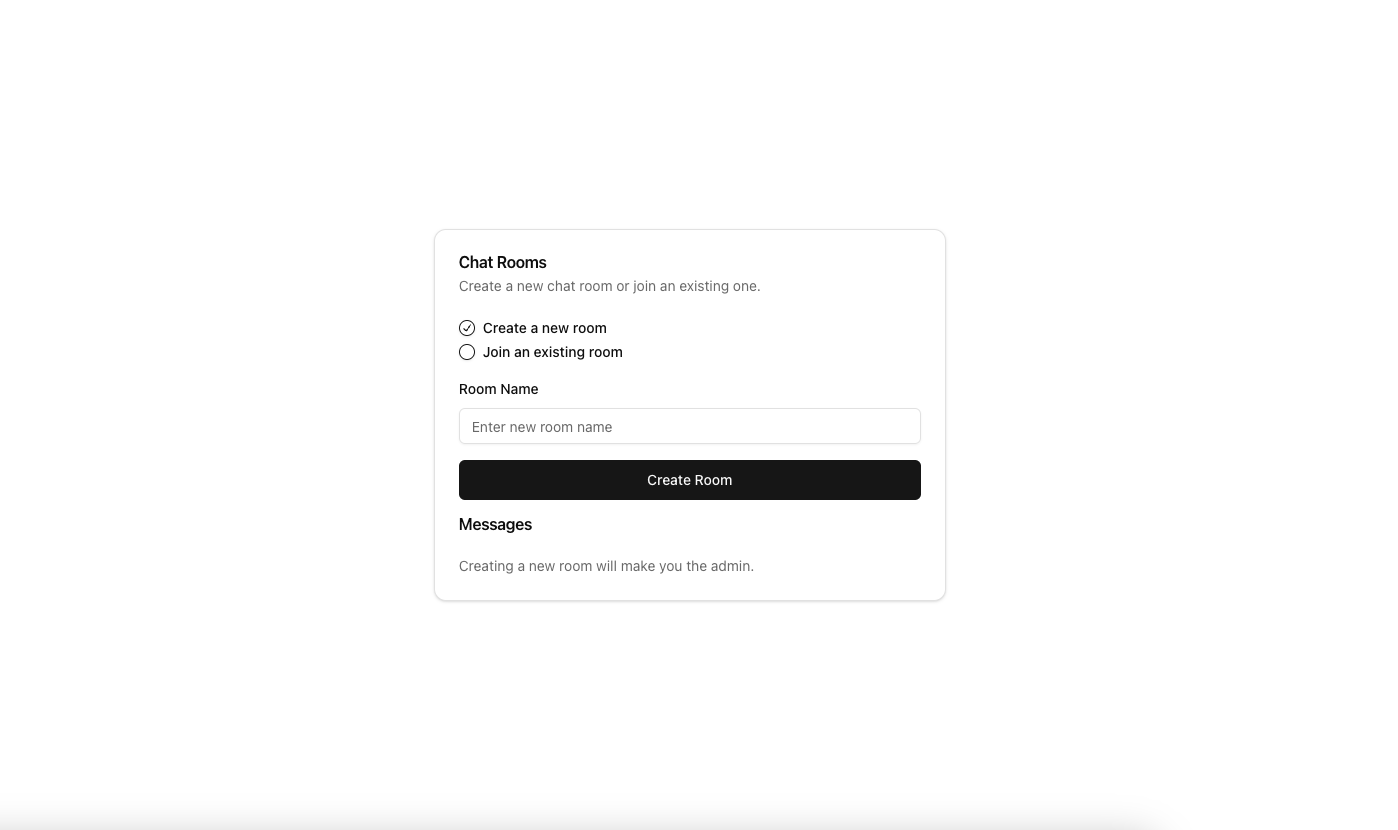 Chat Rooms
Create a new chat room or join an existing one.
Create a new room
Join an existing room
Room Name
Enter new room name
Create Room
Messages
Creating a new room will make you the admin.